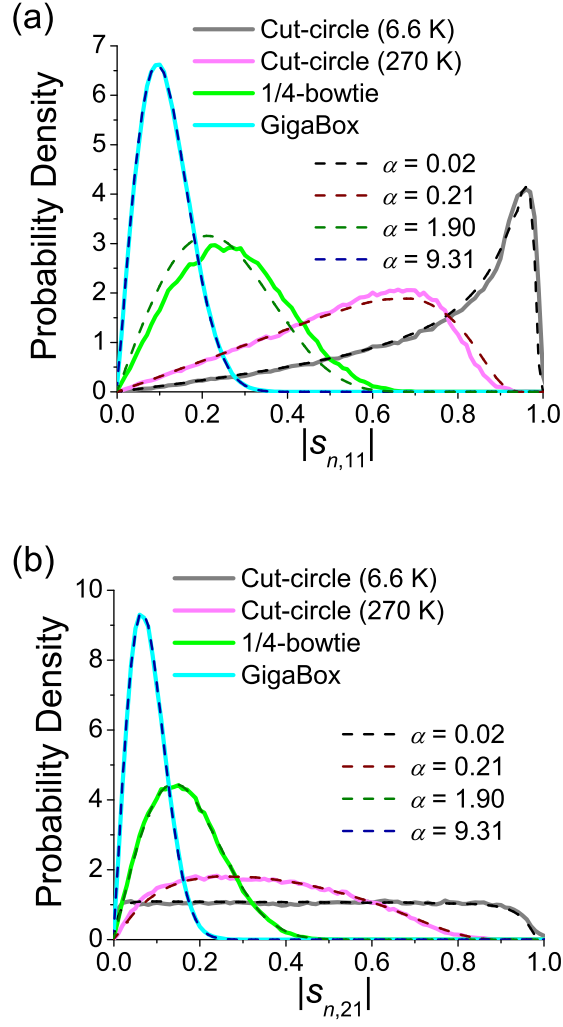 (a)
Cut-circle (6.6 K)
Cut-circle (270 K)
1/4-bowtie
GigaBox
α = 0.02
α = 0.21
α = 1.90
α = 9.31
Probability Density
7
6
5
4
3
2
1
0
0.0 0.2 0.4 0.6 0.8 1.0
|s_{n,11}|
(b)
Cut-circle (6.6 K)
Cut-circle (270 K)
1/4-bowtie
GigaBox
α = 0.02
α = 0.21
α = 1.90
α = 9.31
Probability Density
10
8
6
4
2
0
0.0 0.2 0.4 0.6 0.8 1.0
|s_{n,21}|